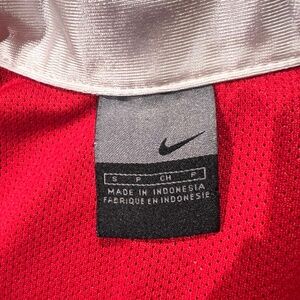 S P CH P
MADE IN INDONESIA
FABRIQUE EN INDONESIE